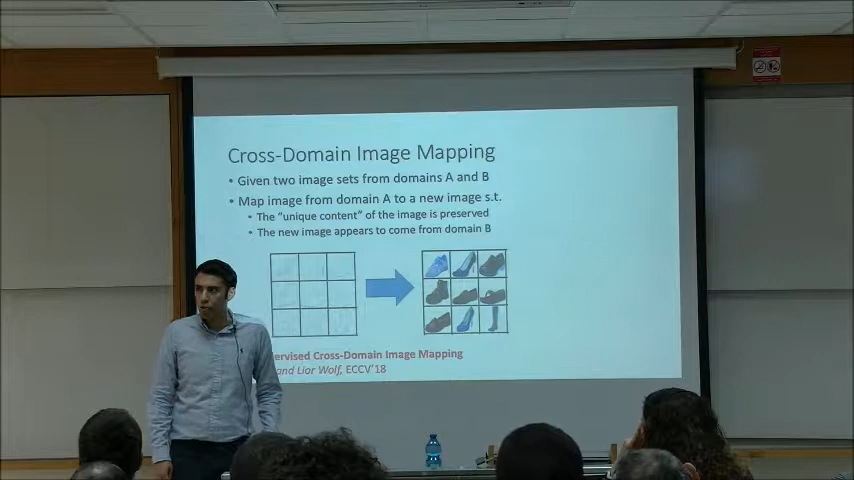 Cross-Domain Image Mapping
• Given two image sets from domains A and B
• Map image from domain A to a new image s.t.
• The "unique content" of the image is preserved
• The new image appears to come from domain B
ervised Cross-Domain Image Mapping
and Lior Wolf, ECCV'18